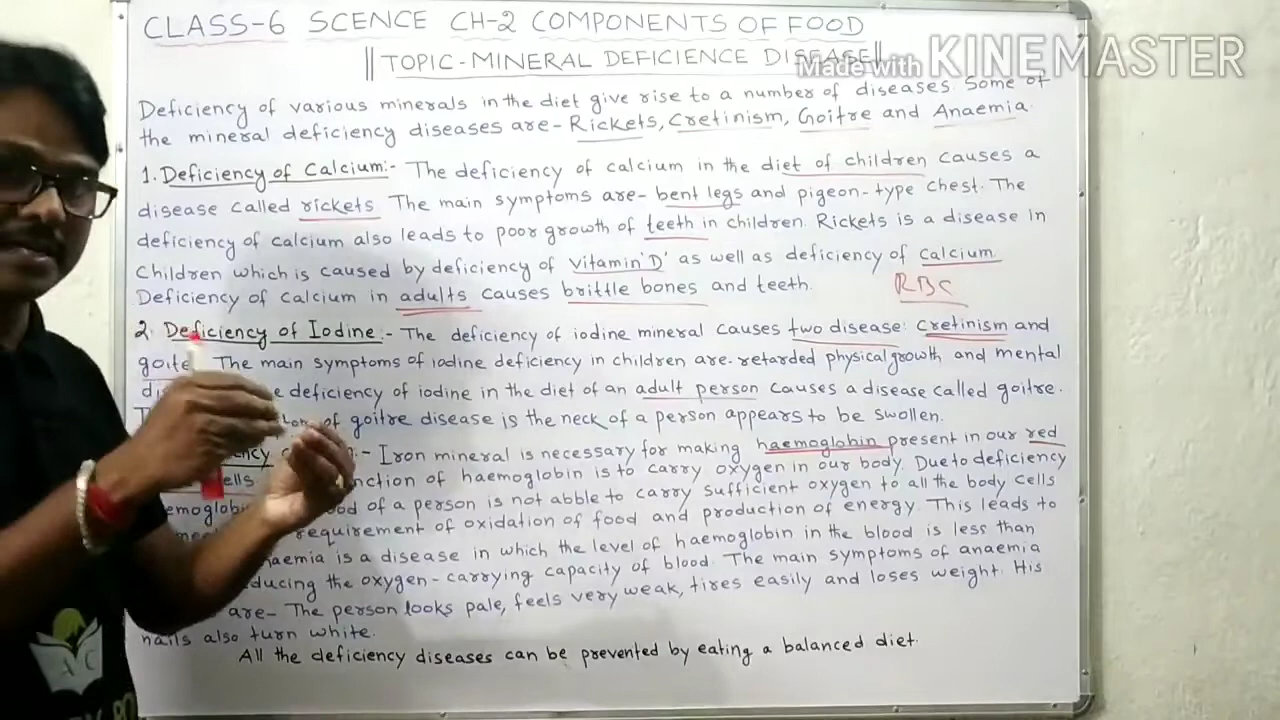 CLASS-6 SCENCE CH-2 COMPONENTS OF FOOD
||TOPIC-MINERAL DEFICIENCE DISEASE||
Made with KINEMASTER
Deficiency of various minerals in the diet give rise to a number of diseases. Some of
the mineral deficiency diseases are- Rickets, Cretinism, Goitre and Anaemia.
1. Deficiency of Calcium:- The deficiency of calcium in the diet of children causes a
disease called rickets The main symptoms are- bent legs and pigeon-type chest. The
deficiency of calcium also leads to poor growth of teeth in children. Rickets is a disease in
Children which is caused by deficiency of Vitamin'D' as well as deficiency of calcium
Deficiency of calcium in adults causes brittle bones and teeth.
RBC
2. Deficiency of Iodine:- The deficiency of iodine mineral causes two disease: Cretinism and
The main symptoms of iodine deficiency in children are- retarded physical growth and mental
deficiency of iodine in the diet of an adult person causes a disease called goitre.
of goitre disease is the neck of a person appears to be swollen.
:- Iron mineral is necessary for making haemoglobin present in our red
of haemoglobin is to carry oxygen in our body. Due to deficiency
of a person is not abble to carry sufficient oxygen to all the body cells
requirement of oxidation of food and production of energy. This leads to
is a disease in which the level of haemoglobin in the blood is less than
the oxygen-carrying capacity of blood. The main symptoms of anaemia
are- The person looks pale, feels very weak, tires easily and loses weight. His
nails also turn white.
All the deficiency diseases can be prevented by eating a balanced diet.
AC